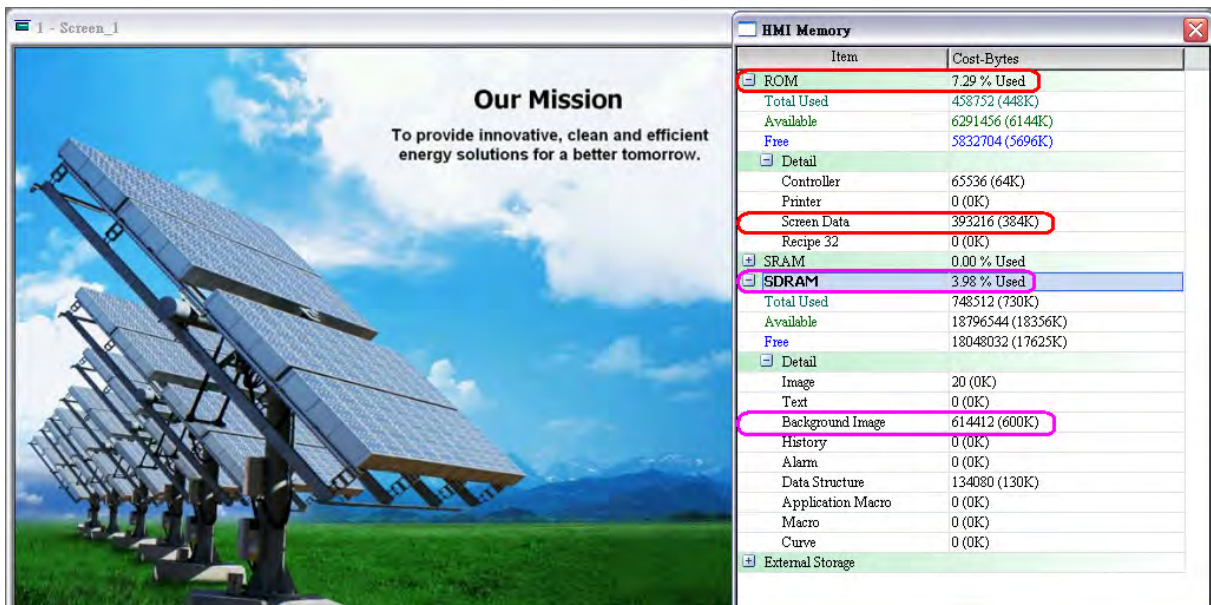 1 - Screen_1
Our Mission
To provide innovative, clean and efficient
energy solutions for a better tomorrow.
HMI Memory
Item Cost-Bytes
ROM 7.29 % Used
Total Used 458752 (448K)
Available 6291456 (6144K)
Free 5832704 (5696K)
Detail
Controller 65536 (64K)
Printer 0 (0K)
Screen Data 393216 (384K)
Recipe 32 0 (0K)
SRAM 0.00 % Used
SDRAM 3.98 % Used
Total Used 748512 (730K)
Available 18796544 (18356K)
Free 18048032 (17625K)
Detail
Image 20 (0K)
Text 0 (0K)
Background Image 614412 (600K)
History 0 (0K)
Alarm 0 (0K)
Data Structure 134080 (130K)
Application Macro 0 (0K)
Macro 0 (0K)
Curve 0 (0K)
External Storage